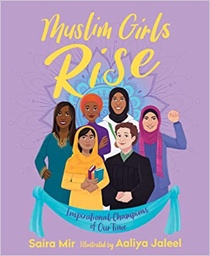 Muslim Girls
Rise
Inspirational Champions
of Our Time
Saira Mir Illustrated by Aaliya Jaleel